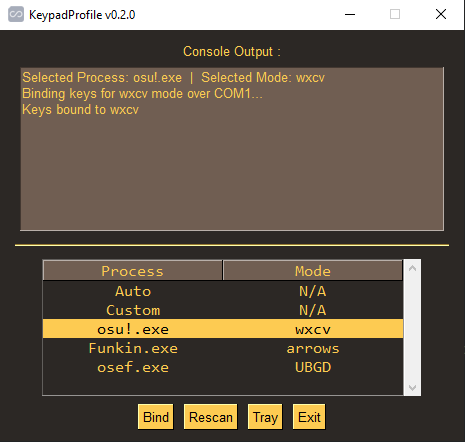 KeypadProfile v0.2.0
Console Output :
Selected Process: osu!.exe | Selected Mode: wxcv
Binding keys for wxcv mode over COM1...
Keys bound to wxcv
Process Mode
Auto N/A
Custom N/A
osu!.exe wxcv
Funkin.exe arrows
osef.exe UBGD
Bind Rescan Tray Exit